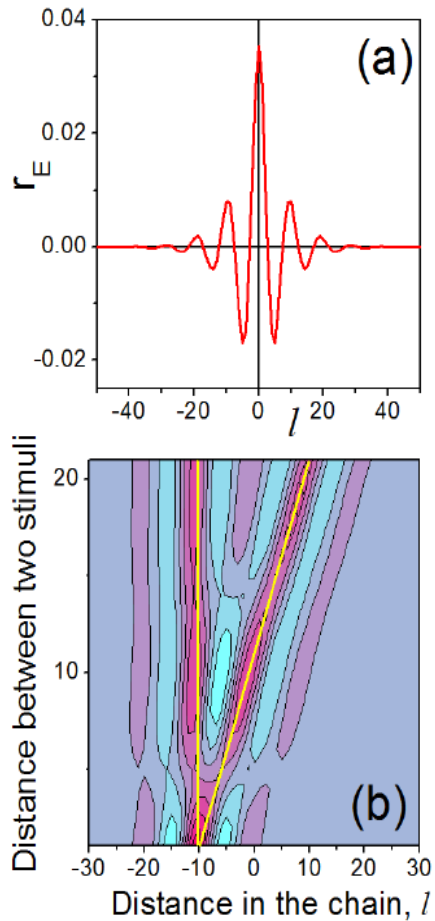 0.04
(a)
0.02
r_E
0.00
-0.02
-40 -20 0 20 40
l
Distance between two stimuli
20
10
(b)
-30 -20 -10 0 10 20 30
Distance in the chain, l